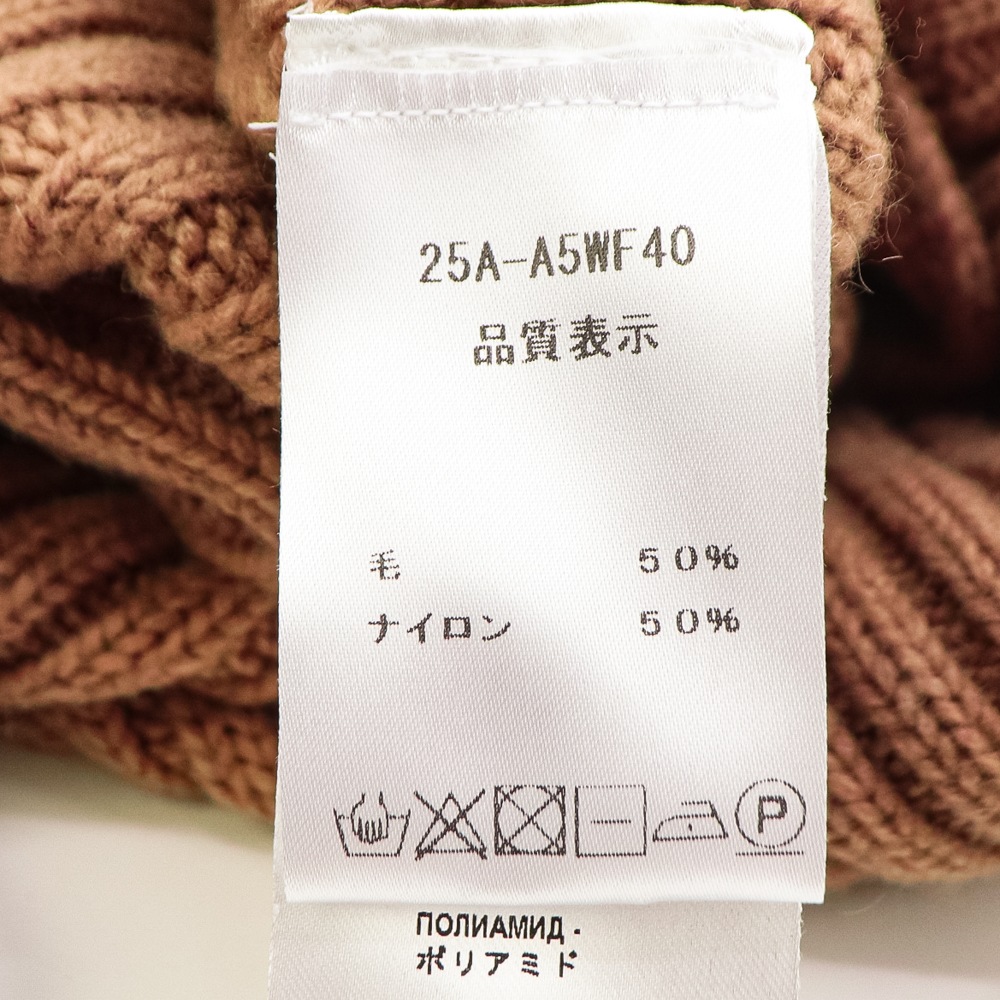 25A-A5WF40
品質表示
毛 50%
ナイロン 50%
P
ПОЛИАМИД -
ポリアミド